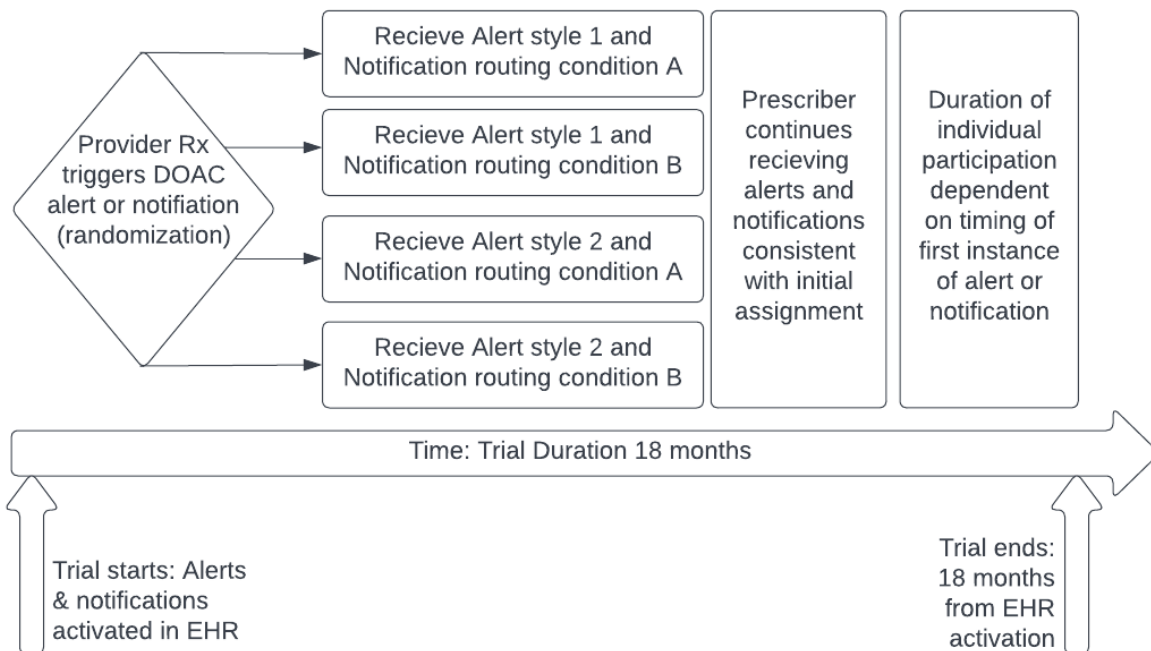 Provider Rx
triggers DOAC
alert or notifiation
(randomization)
Recieve Alert style 1 and
Notification routing condition A
Recieve Alert style 1 and
Notification routing condition B
Recieve Alert style 2 and
Notification routing condition A
Recieve Alert style 2 and
Notification routing condition B
Prescriber
continues
recieving
alerts and
notifications
consistent
with initial
assignment
Duration of
individual
participation
dependent
on timing of
first instance
of alert or
notification
Time: Trial Duration 18 months
Trial starts: Alerts
& notifications
activated in EHR
Trial ends:
18 months
from EHR
activation